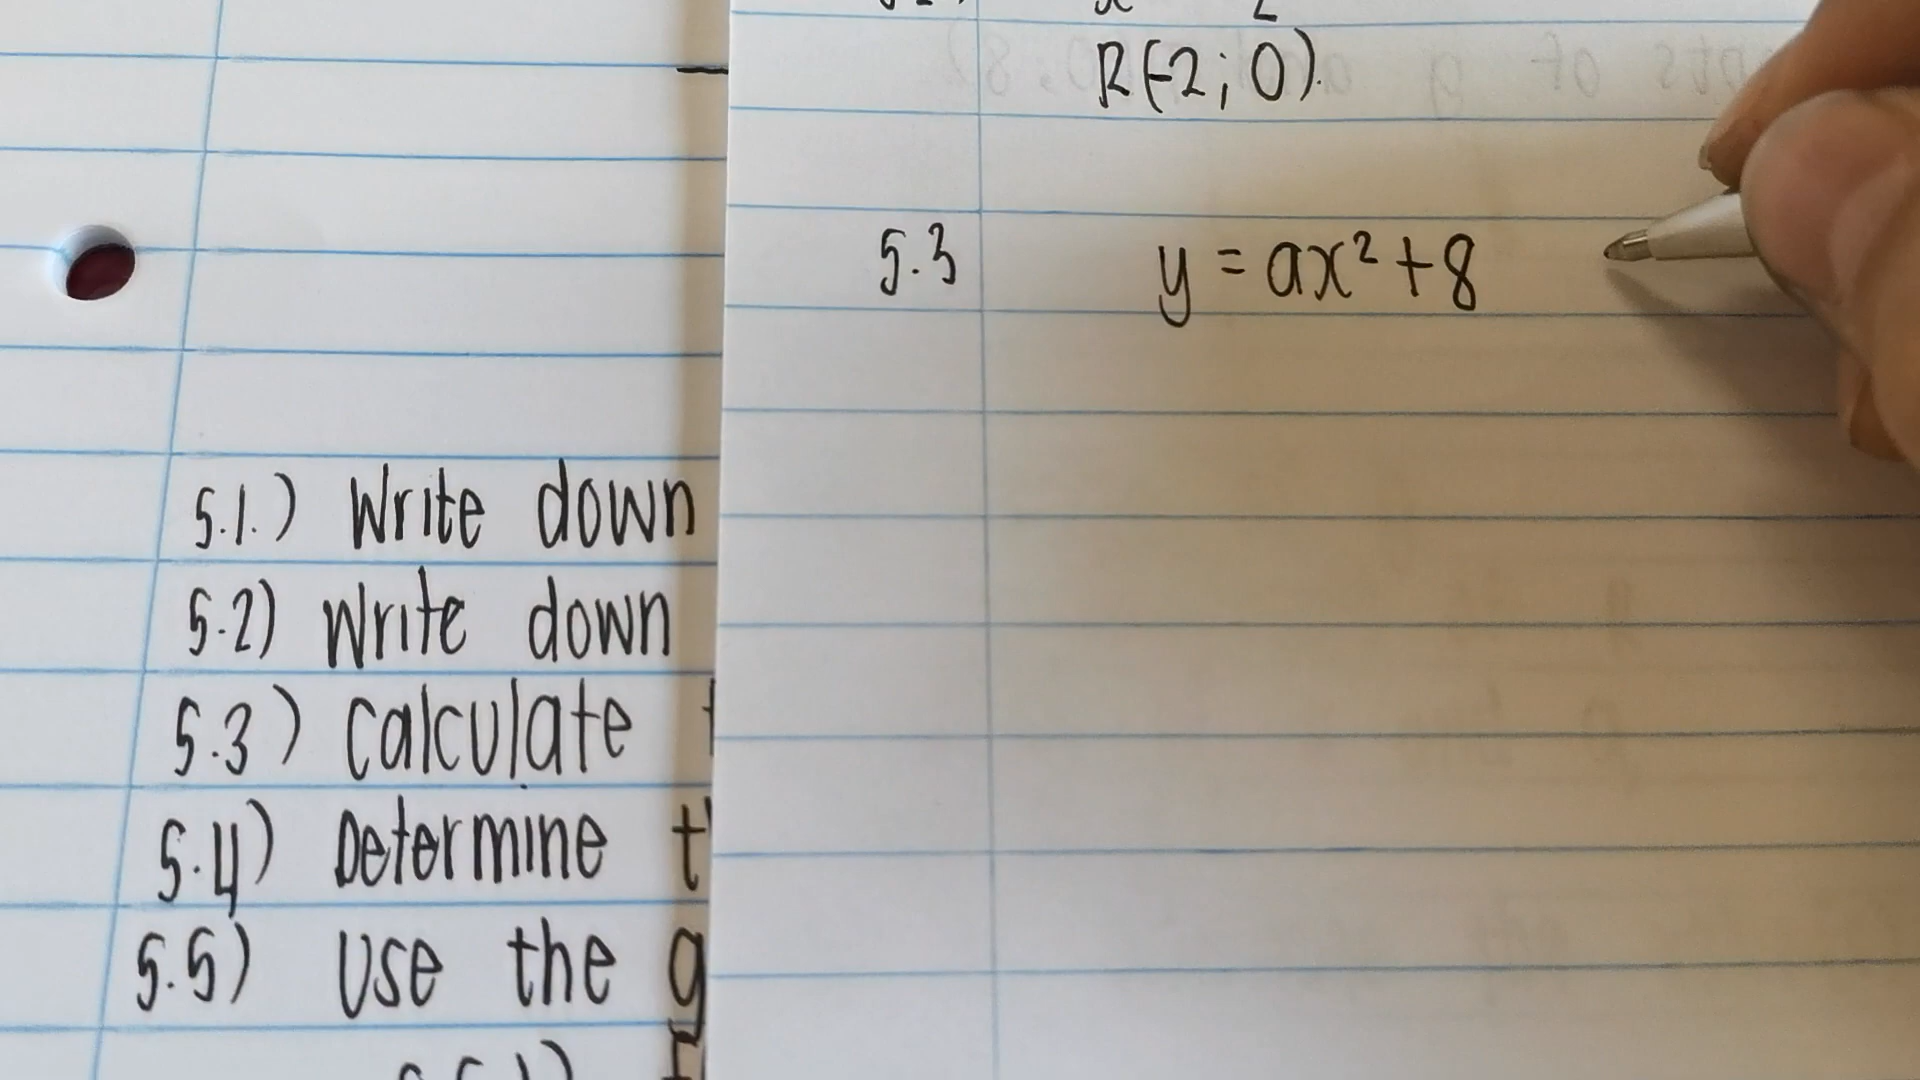 R(-2; 0).
5.3 y = ax² + 8
5.1.) Write down
5.2) Write down
5.3) Calculate
5.4) Determine
5.5) Use the